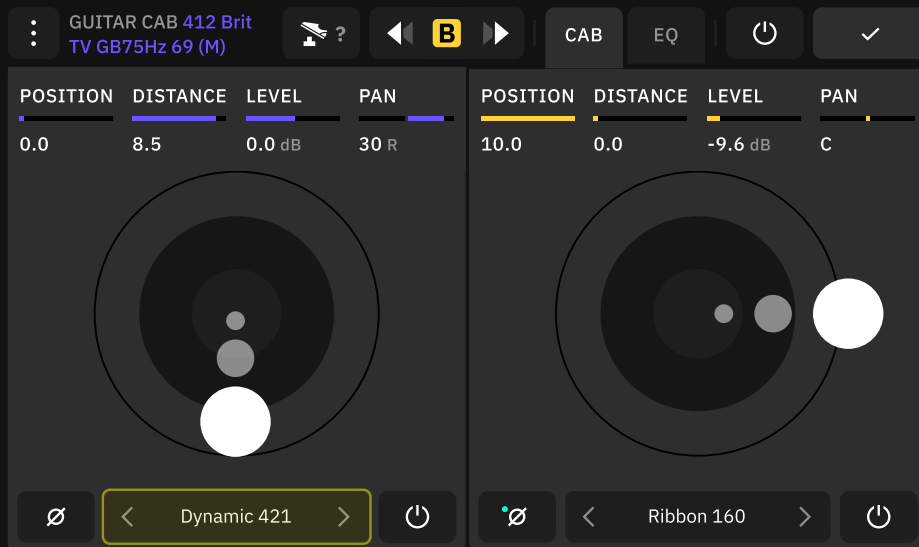 GUITAR CAB 412 Brit
TV GB75Hz 69 (M)
?
B
CAB
EQ
POSITION DISTANCE LEVEL PAN
0.0 8.5 0.0 dB 30 R
POSITION DISTANCE LEVEL PAN
10.0 0.0 -9.6 dB C
Ø
Dynamic 421
Ø
Ribbon 160